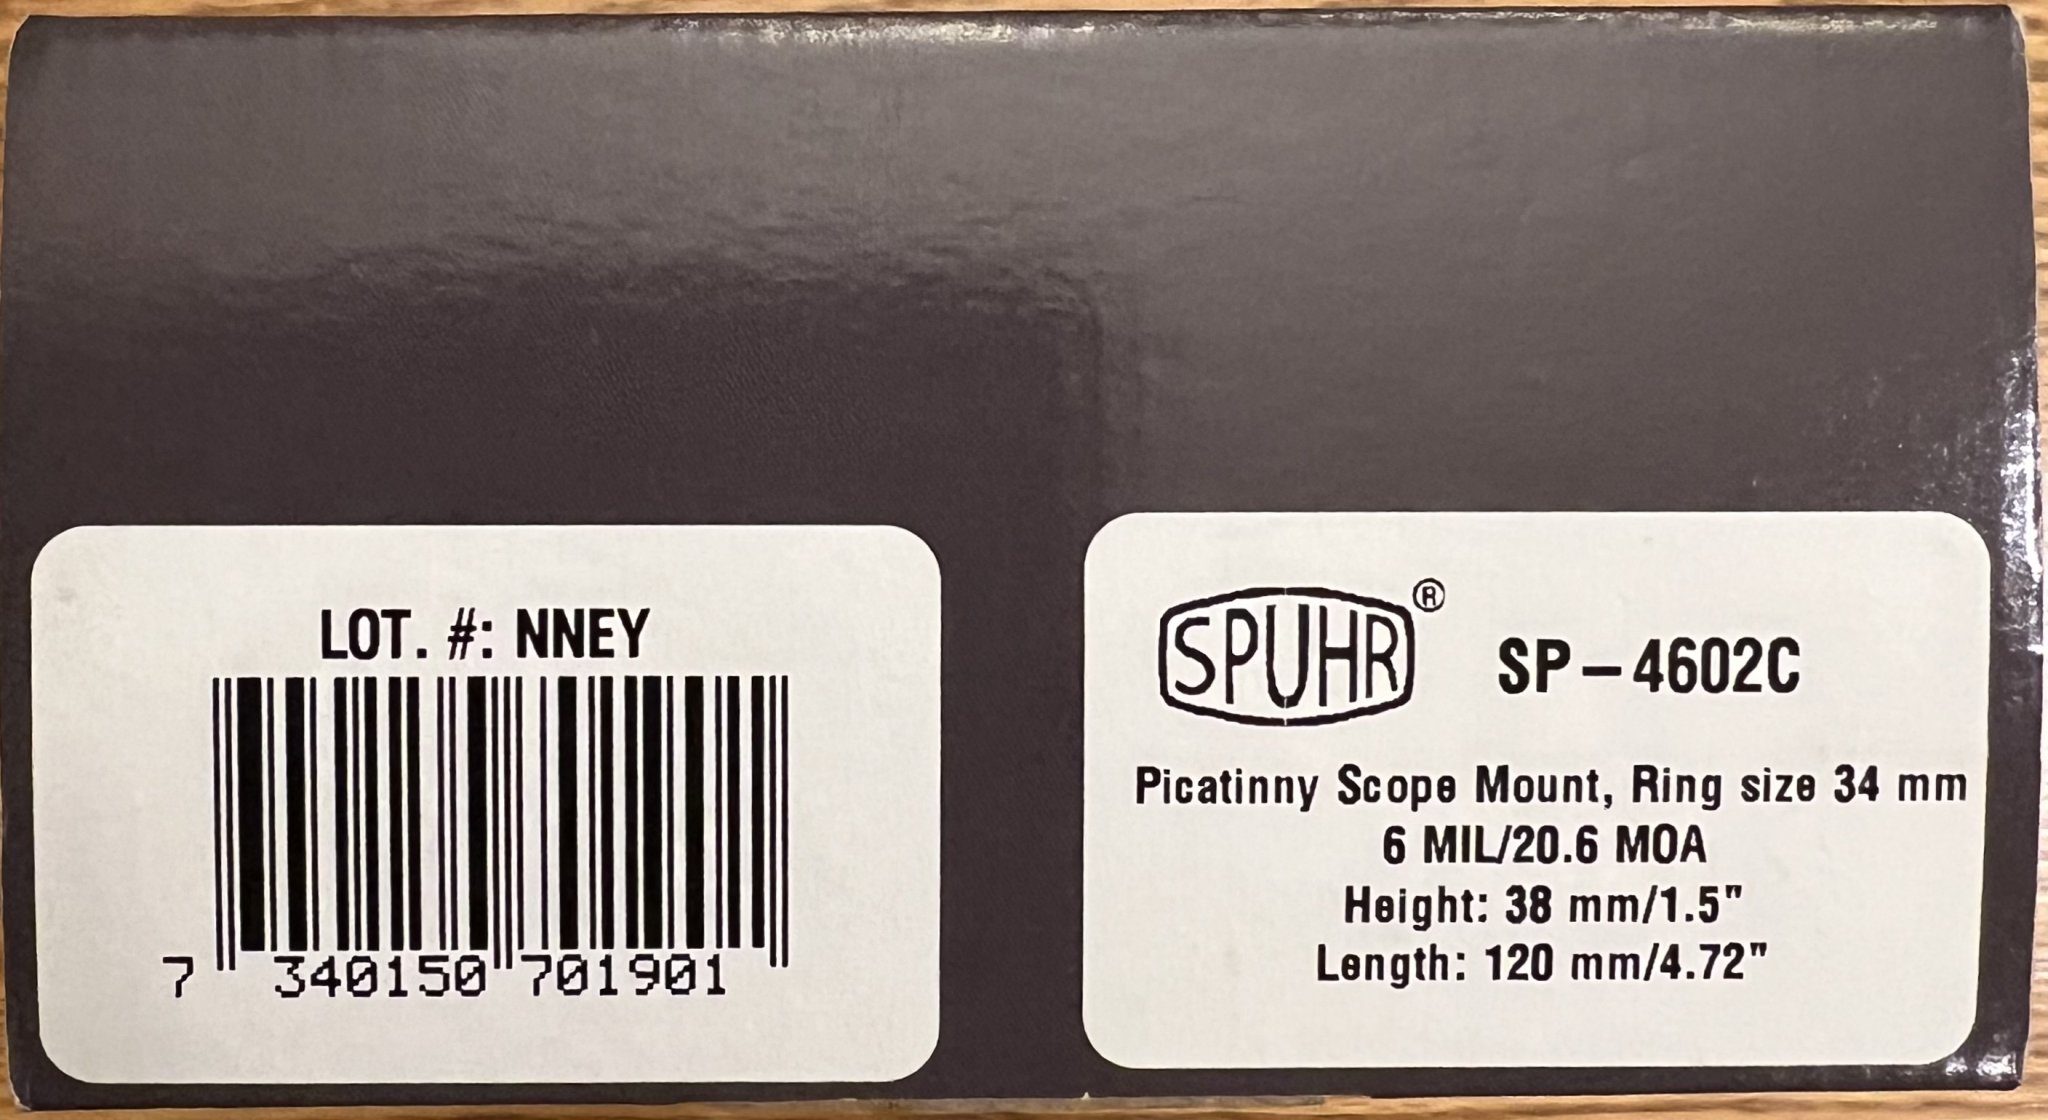 LOT. #: NNEY
7 340150 701901
SPUHR®
SP-4602C
Picatinny Scope Mount, Ring size 34 mm
6 MIL/20.6 MOA
Height: 38 mm/1.5"
Length: 120 mm/4.72"